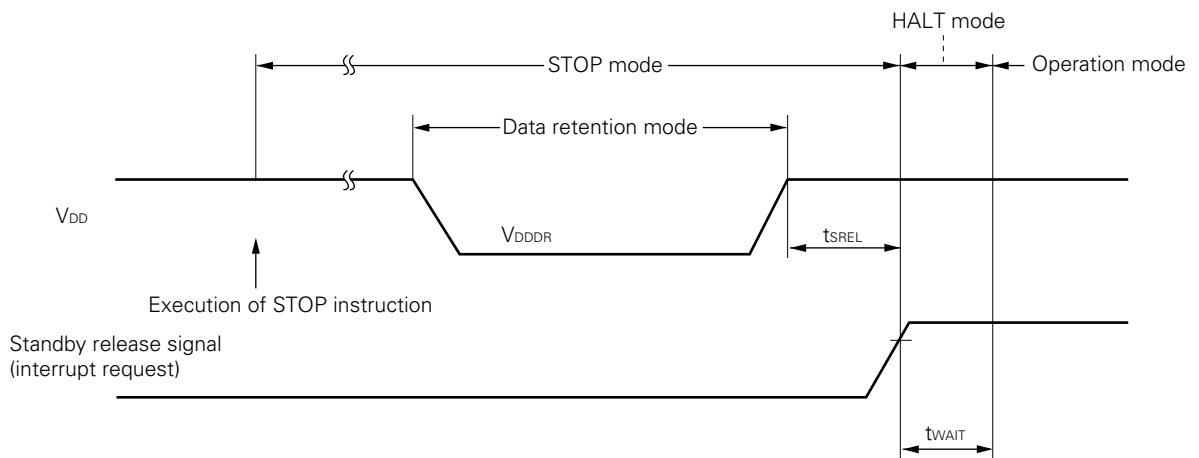 HALT mode
STOP mode
Operation mode
Data retention mode
VDD
VDDDR
tSREL
Execution of STOP instruction
Standby release signal
(interrupt request)
tWAIT